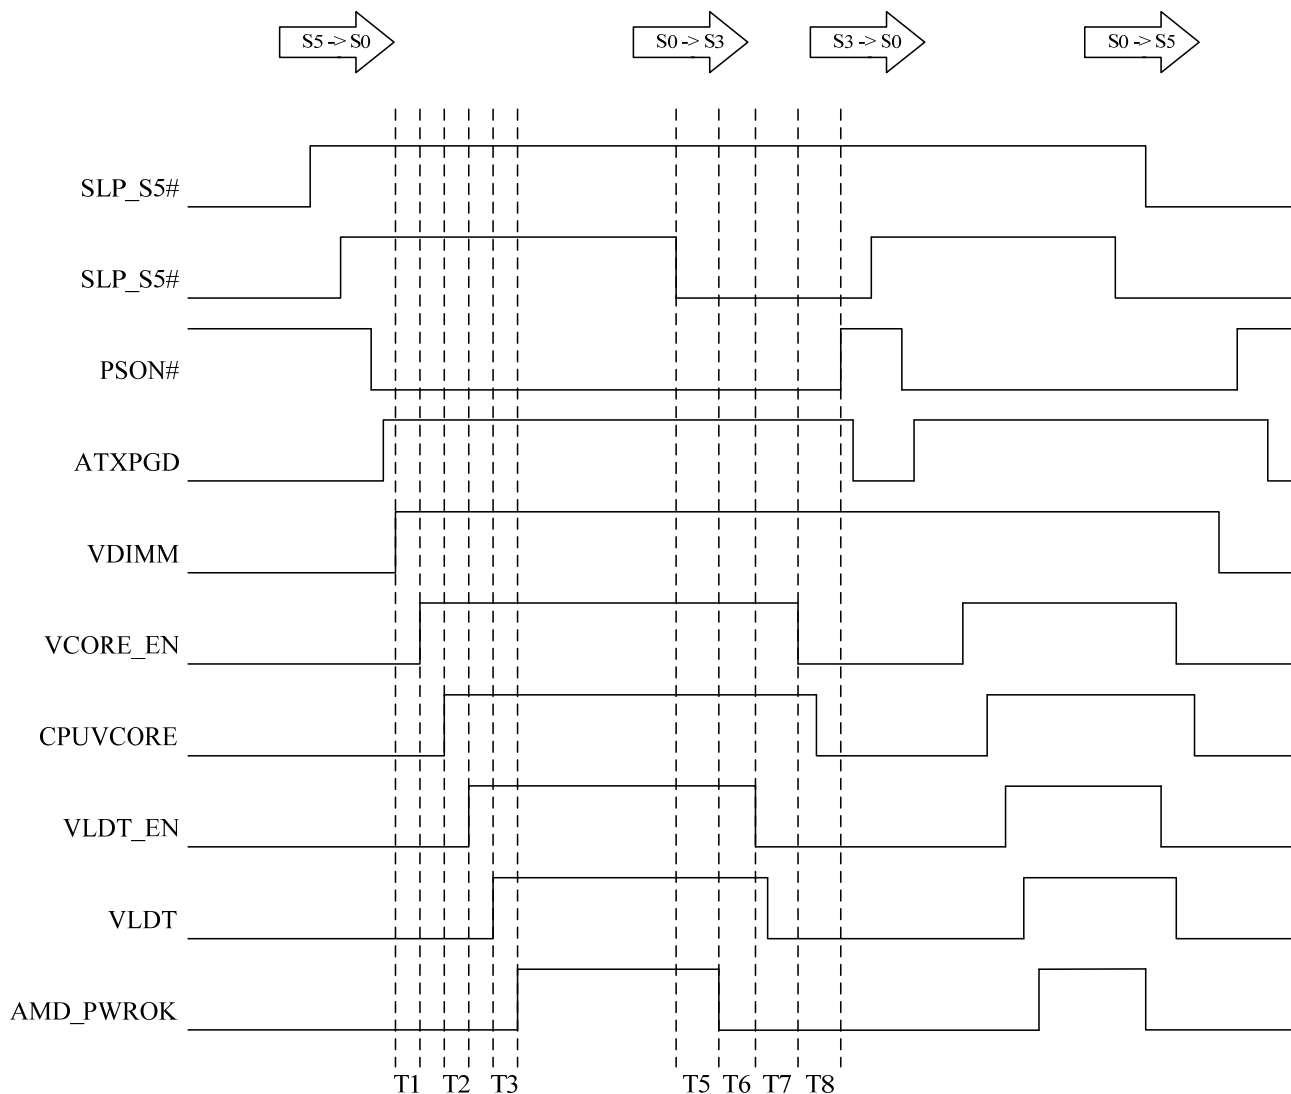 S5 -> S0 S0 -> S3 S3 -> S0 S0 -> S5
SLP_S5#
SLP_S5#
PSON#
ATXPGD
VDIMM
VCORE_EN
CPUVCORE
VLDT_EN
VLDT
AMD_PWROK
T1 T2 T3 T5 T6 T7 T8